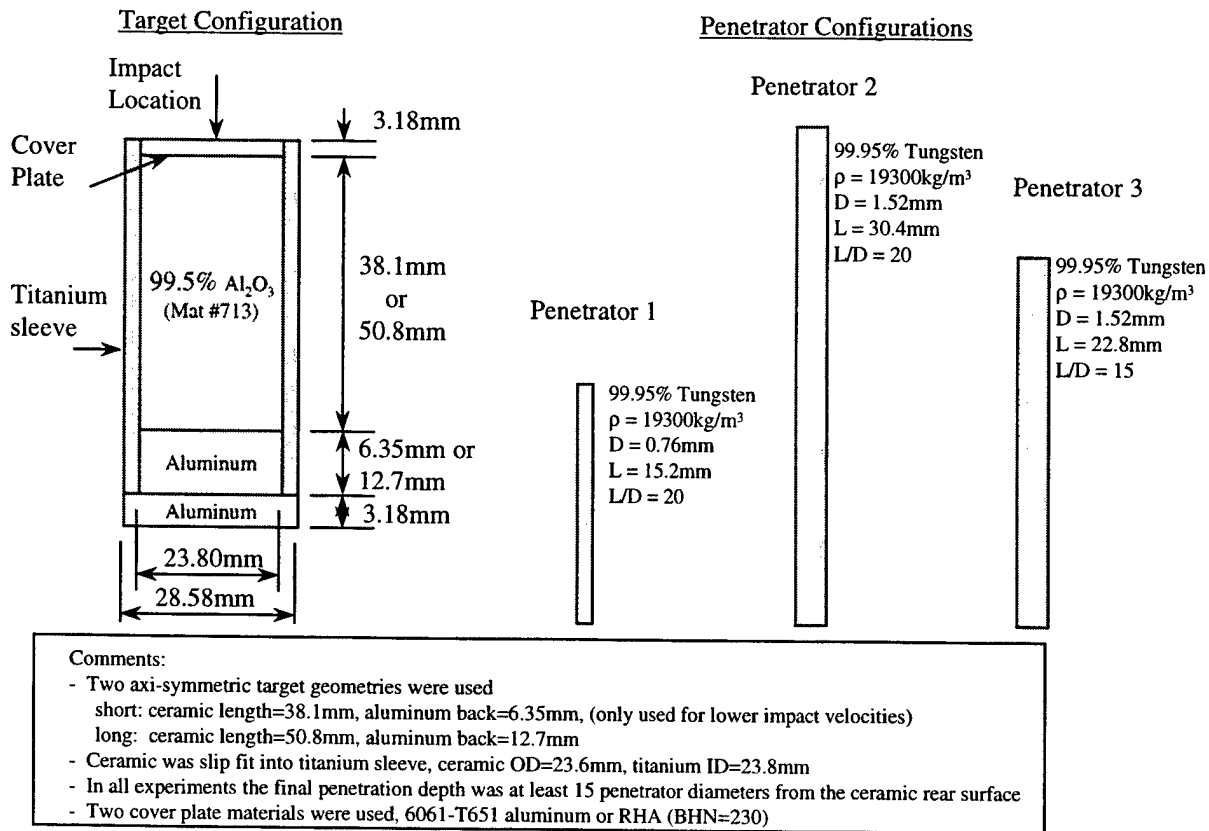 Target Configuration
Penetrator Configurations
Impact
Location
3.18mm
Cover
Plate
99.5% Al₂O₃
(Mat #713)
38.1mm
or
50.8mm
Titanium
sleeve
Aluminum
6.35mm or
12.7mm
Aluminum
3.18mm
23.80mm
28.58mm
Penetrator 1
99.95% Tungsten
ρ = 19300kg/m³
D = 0.76mm
L = 15.2mm
L/D = 20
Penetrator 2
99.95% Tungsten
ρ = 19300kg/m³
D = 1.52mm
L = 30.4mm
L/D = 20
Penetrator 3
99.95% Tungsten
ρ = 19300kg/m³
D = 1.52mm
L = 22.8mm
L/D = 15
Comments:
- Two axi-symmetric target geometries were used
short: ceramic length=38.1mm, aluminum back=6.35mm, (only used for lower impact velocities)
long: ceramic length=50.8mm, aluminum back=12.7mm
- Ceramic was slip fit into titanium sleeve, ceramic OD=23.6mm, titanium ID=23.8mm
- In all experiments the final penetration depth was at least 15 penetrator diameters from the ceramic rear surface
- Two cover plate materials were used, 6061-T651 aluminum or RHA (BHN=230)